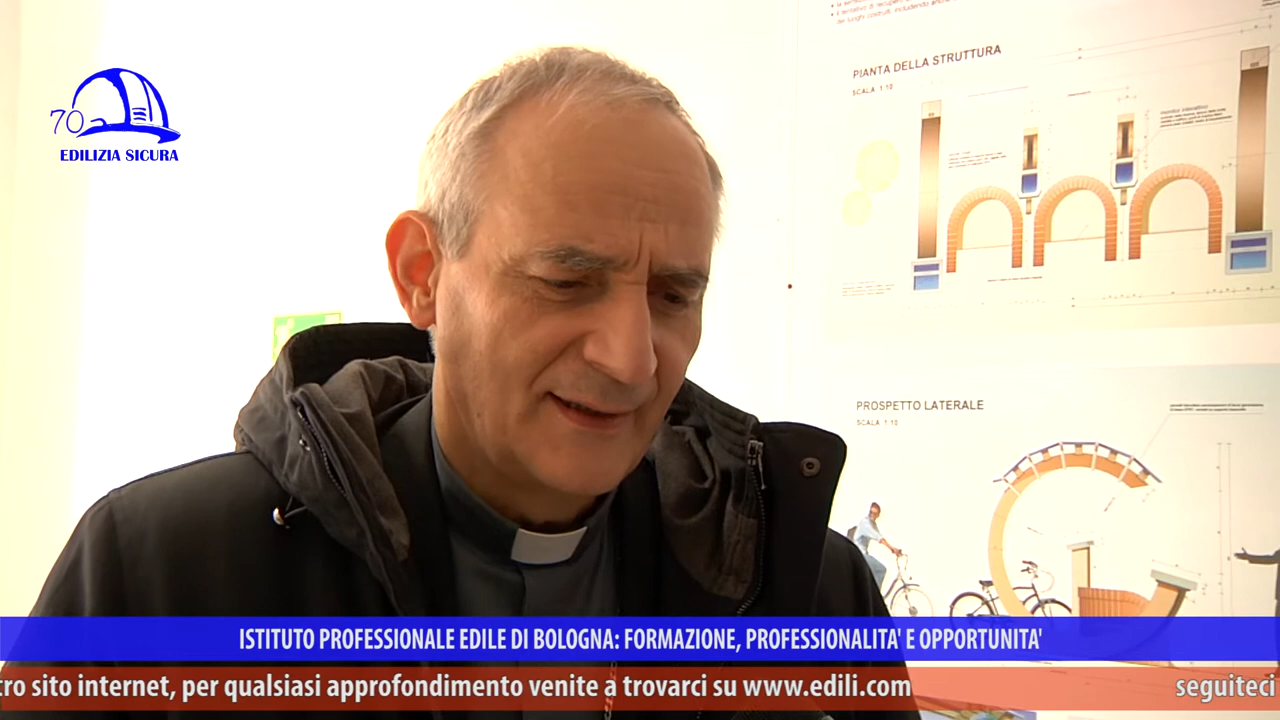 70
EDILIZIA SICURA
PIANTA DELLA STRUTTURA
SCALA 1:10
PROSPETTO LATERALE
SCALA 1:10
ISTITUTO PROFESSIONALE EDILE DI BOLOGNA: FORMAZIONE, PROFESSIONALITA' E OPPORTUNITA'
tro sito internet, per qualsiasi approfondimento venite a trovarci su www.edili.com
seguiteci